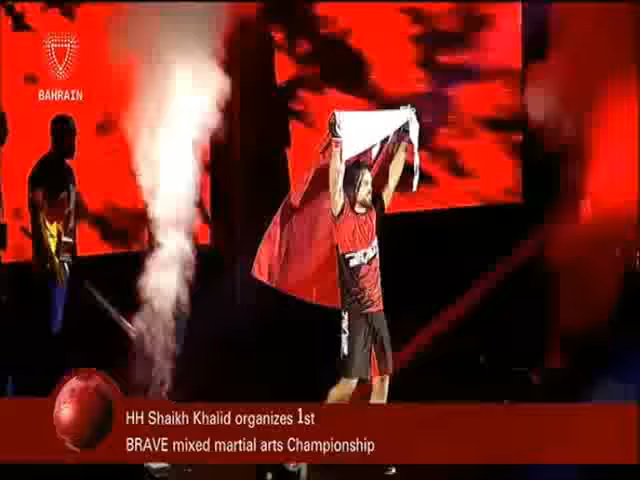 BAHRAIN
HH Shaikh Khalid organizes 1st
BRAVE mixed martial arts Championship